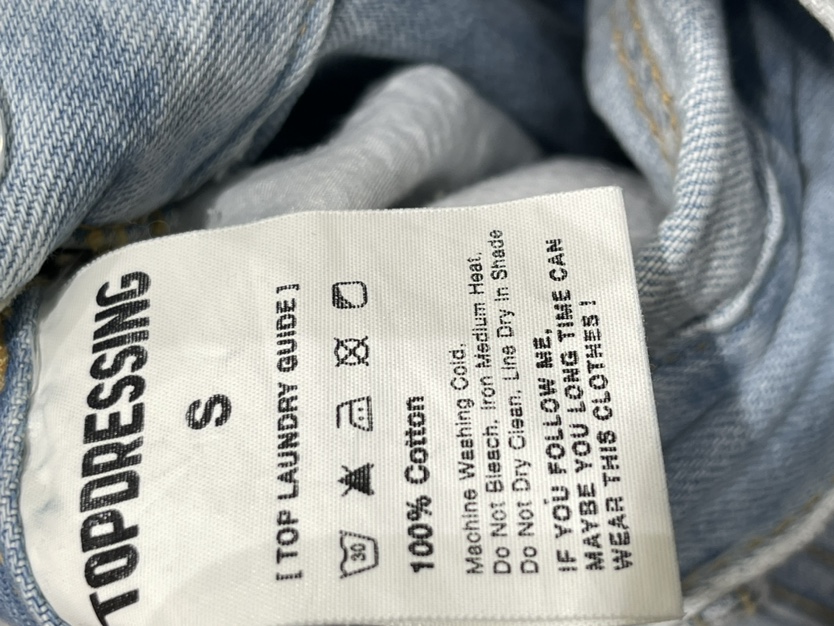 TOPDRESSING
S
[ TOP LAUNDRY GUIDE ]
30
100% Cotton
Machine Washing Cold,
Do Not Bleach, Iron Medium Heat,
Do Not Dry Clean, Line Dry In Shade
IF YOU FOLLOW ME,
MAYBE YOU LONG TIME CAN
WEAR THIS CLOTHES !